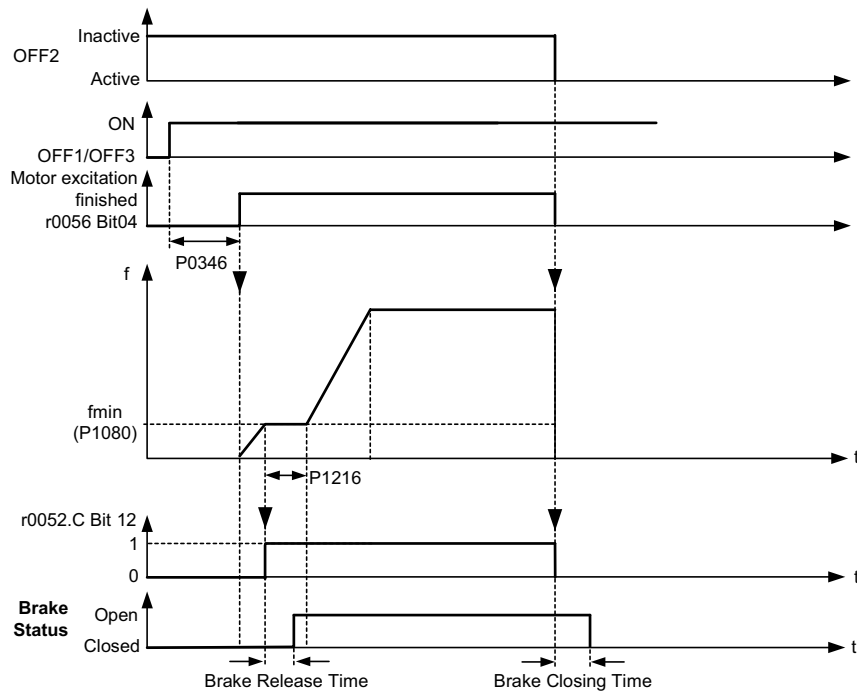 Inactive
OFF2
Active
ON
OFF1/OFF3
Motor excitation
finished
r0056 Bit04
P0346
f
fmin
(P1080)
t
P1216
r0052.C Bit 12
1
0
t
Brake
Status
Open
Closed
t
Brake Release Time
Brake Closing Time